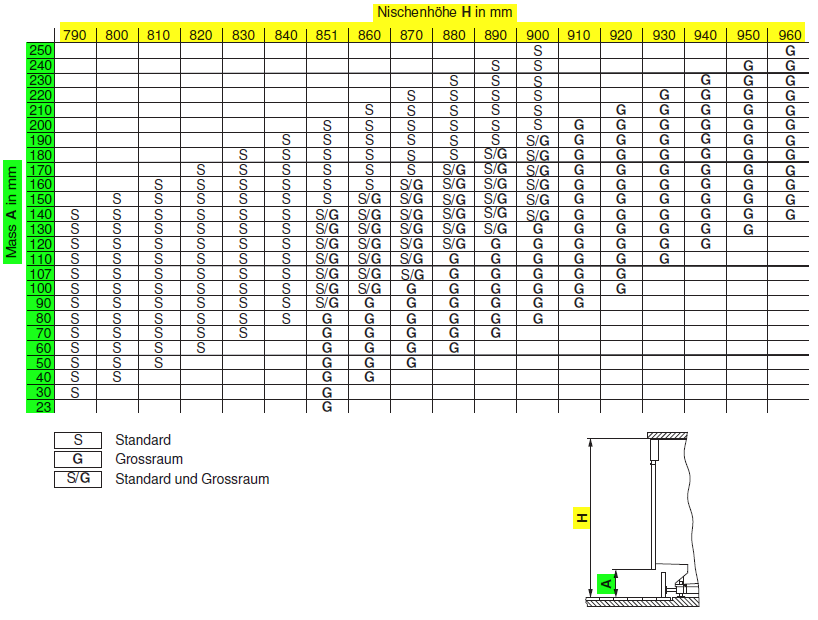 Nischenhöhe H in mm
790 800 810 820 830 840 851 860 870 880 890 900 910 920 930 940 950 960
Mass A in mm
250 S G
240 S S G G
230 S S S G G G
220 S S S S G G G G
210 S S S S S G G G G G
200 S S S S S S G G G G G G
190 S S S S S S S/G G G G G G G
180 S S S S S S S/G S/G G G G G G G
170 S S S S S S S/G S/G S/G G G G G G G
160 S S S S S S S/G S/G S/G S/G G G G G G G
150 S S S S S S S/G S/G S/G S/G S/G G G G G G G
140 S S S S S S S/G S/G S/G S/G S/G S/G G G G G G G
130 S S S S S S S/G S/G S/G S/G S/G G G G G G G
120 S S S S S S S/G S/G S/G S/G G G G G G G
110 S S S S S S S/G S/G S/G G G G G G G
107 S S S S S S S/G S/G S/G G G G G G
100 S S S S S S S/G S/G G G G G G G
90 S S S S S S S/G G G G G G G
80 S S S S S S G G G G G G
70 S S S S S G G G G G
60 S S S S G G G G
50 S S S G G G
40 S S G G
30 S G
23 G
S Standard
G Grossraum
S/G Standard und Grossraum
H
A